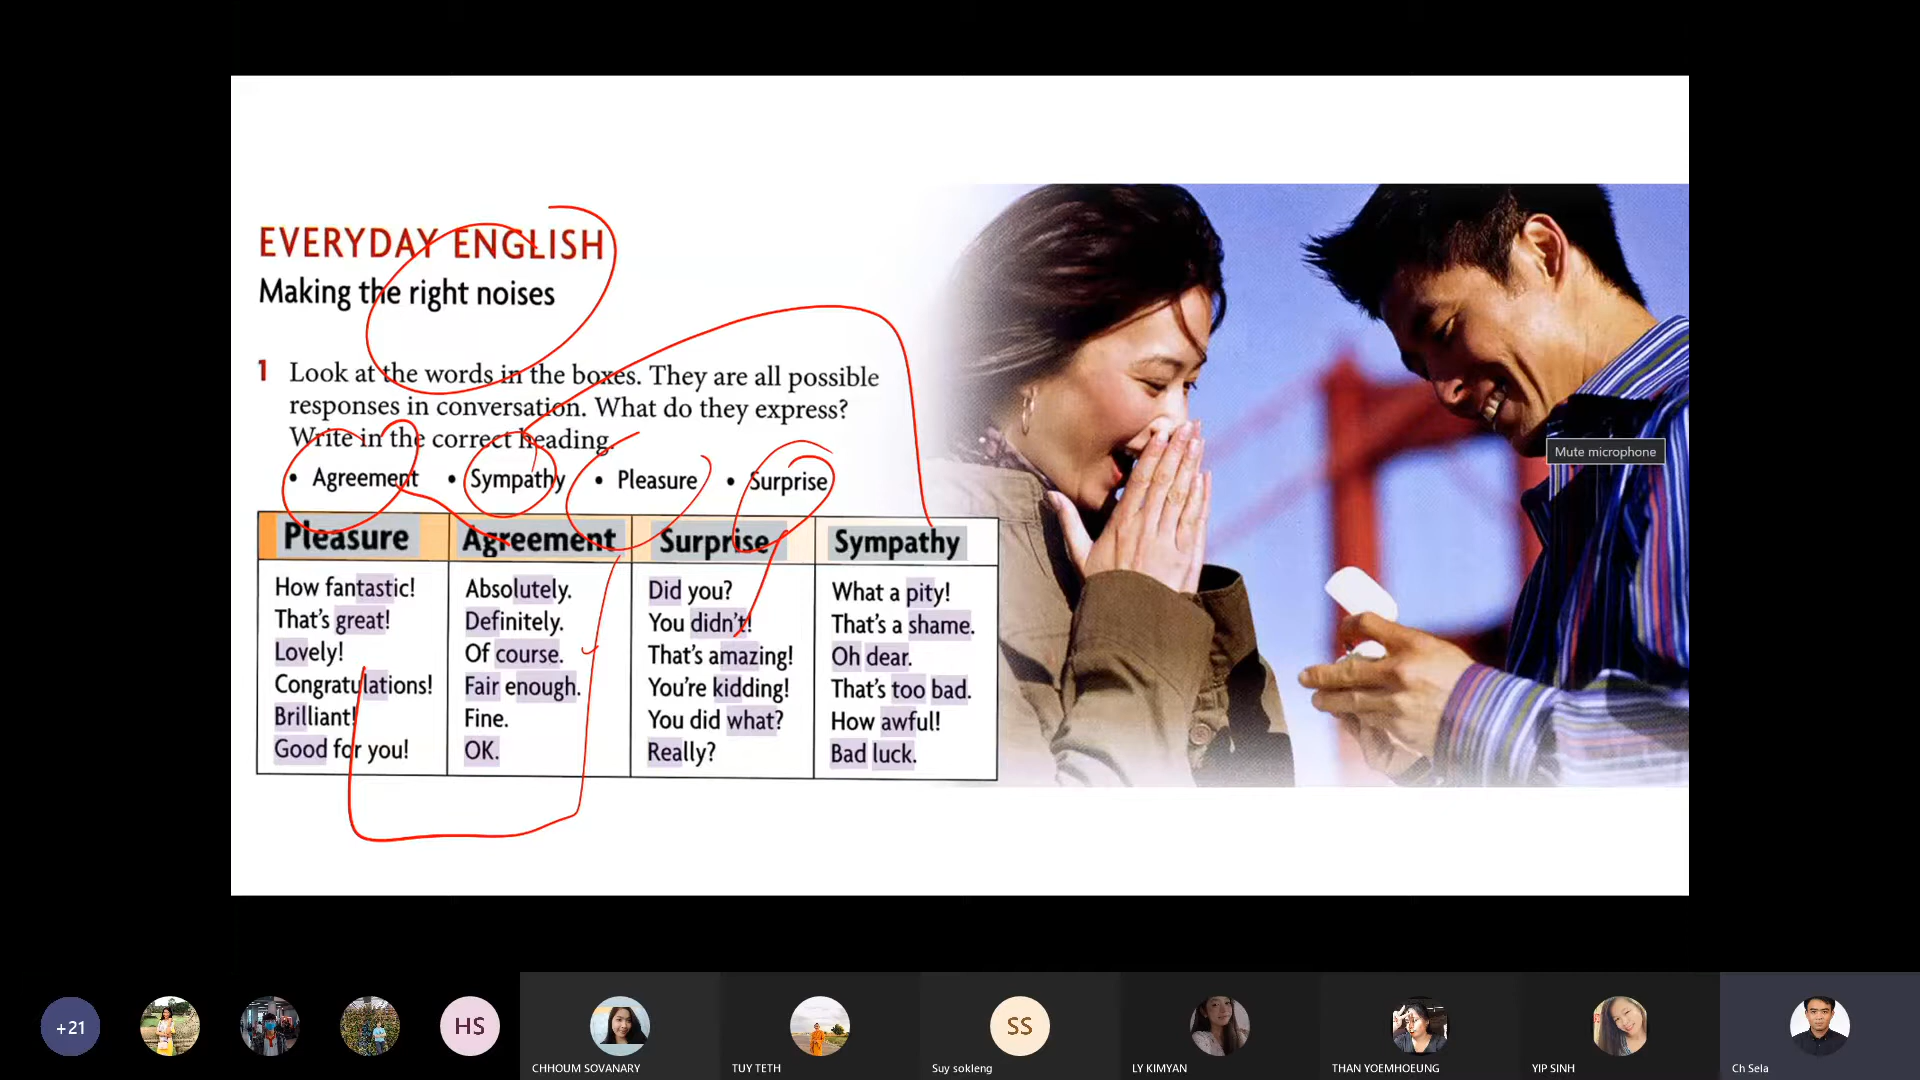 EVERYDAY ENGLISH
Making the right noises
1 Look at the words in the boxes. They are all possible
responses in conversation. What do they express?
Write in the correct heading.
• Agreement • Sympathy • Pleasure • Surprise
Pleasure Agreement Surprise Sympathy
How fantastic! Absolutely. Did you? What a pity!
That's great! Definitely. You didn't! That's a shame.
Lovely! Of course. That's amazing! Oh dear.
Congratulations! Fair enough. You're kidding! That's too bad.
Brilliant! Fine. You did what? How awful!
Good for you! OK. Really? Bad luck.
Mute microphone
+21 HS SS
CHHOUM SOVANARY TUY TETH Suy sokleng LY KIMYAN THAN YOEMHOEUNG YIP SINH Ch Sela